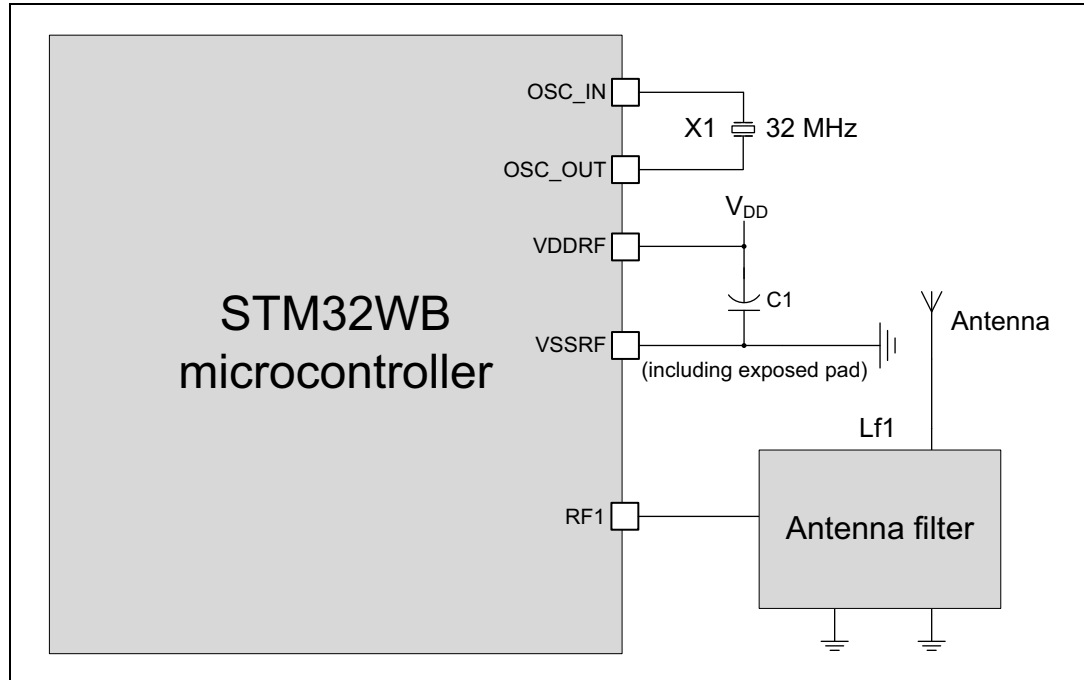 OSC_IN
X1 32 MHz
OSC_OUT
VDD
VDDRF
C1
STM32WB
microcontroller
VSSRF
(including exposed pad)
Antenna
Lf1
RF1
Antenna filter